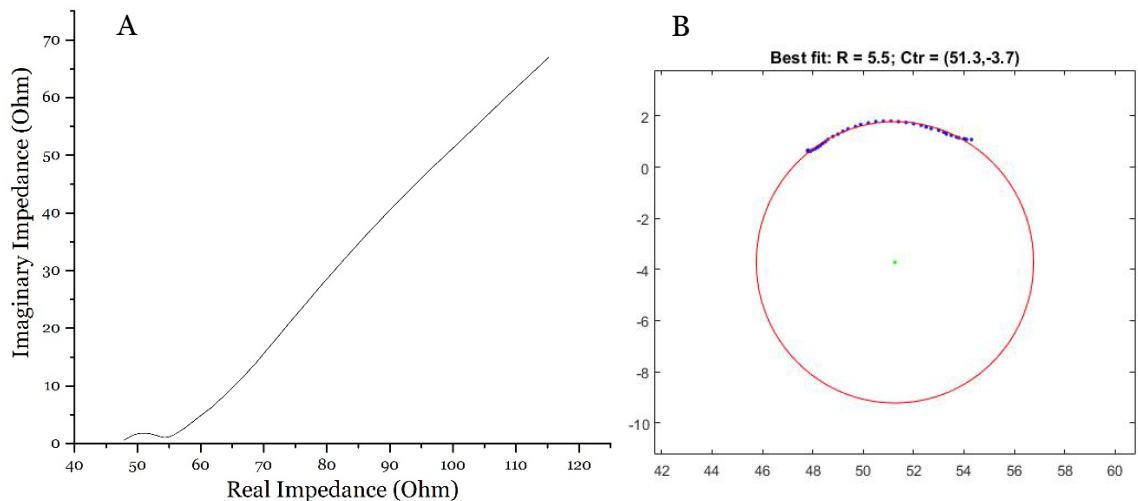 A
Imaginary Impedance (Ohm)
70
60
50
40
30
20
10
0
40 50 60 70 80 90 100 110 120
Real Impedance (Ohm)
B
Best fit: R = 5.5; Ctr = (51.3,-3.7)
2
0
-2
-4
-6
-8
-10
42 44 46 48 50 52 54 56 58 60